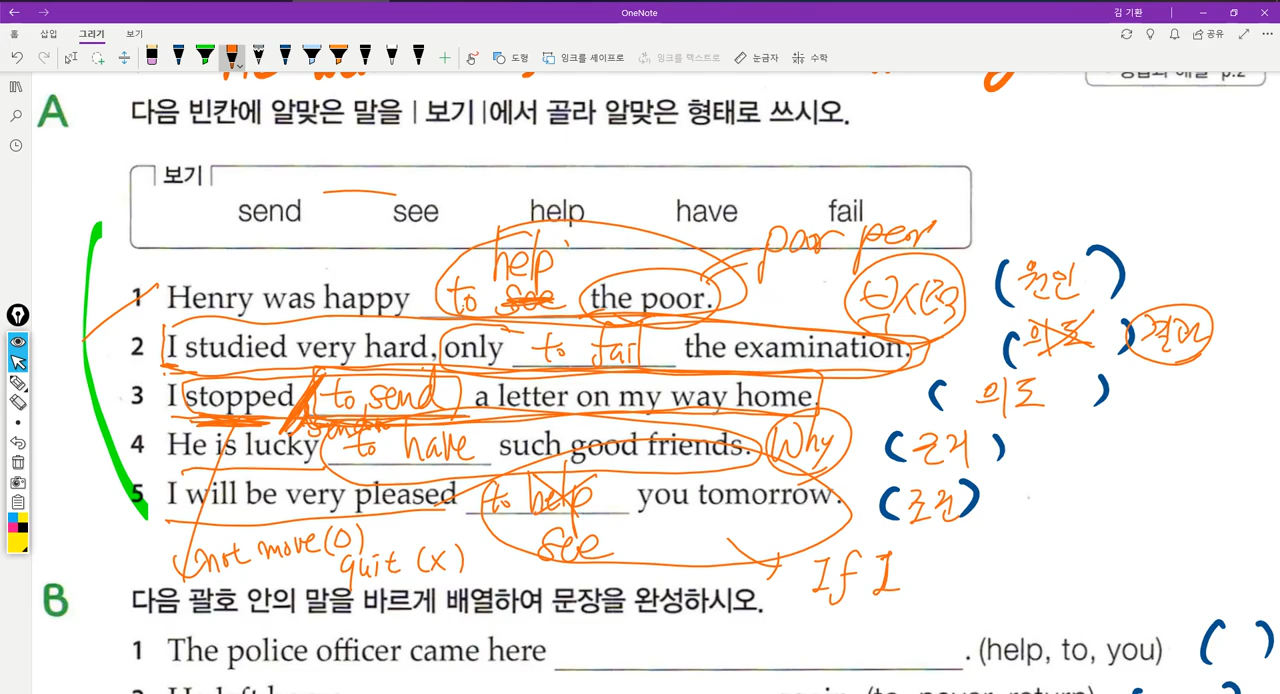 OneNote
김 기환
홈 삽입 그리기 보기
도형 잉크를 셰이프로 잉크를 텍스트로 눈금자 수학 공유
A 다음 빈칸에 알맞은 말을 | 보기 |에서 골라 알맞은 형태로 쓰시오.
보기
send see help have fail
help poor peor
1 Henry was happy to see the poor. 부사적 (원인)
2 I studied very hard, only to fail the examination. (의도) 결과
3 I stopped to send a letter on my way home. (의도)
4 He is lucky to have such good friends. Why (근거)
5 I will be very pleased to help you tomorrow. (조건)
see
not move (O)
quit (X)
If I
B 다음 괄호 안의 말을 바르게 배열하여 문장을 완성하시오.
1 The police officer came here . (help, to, you) ( )